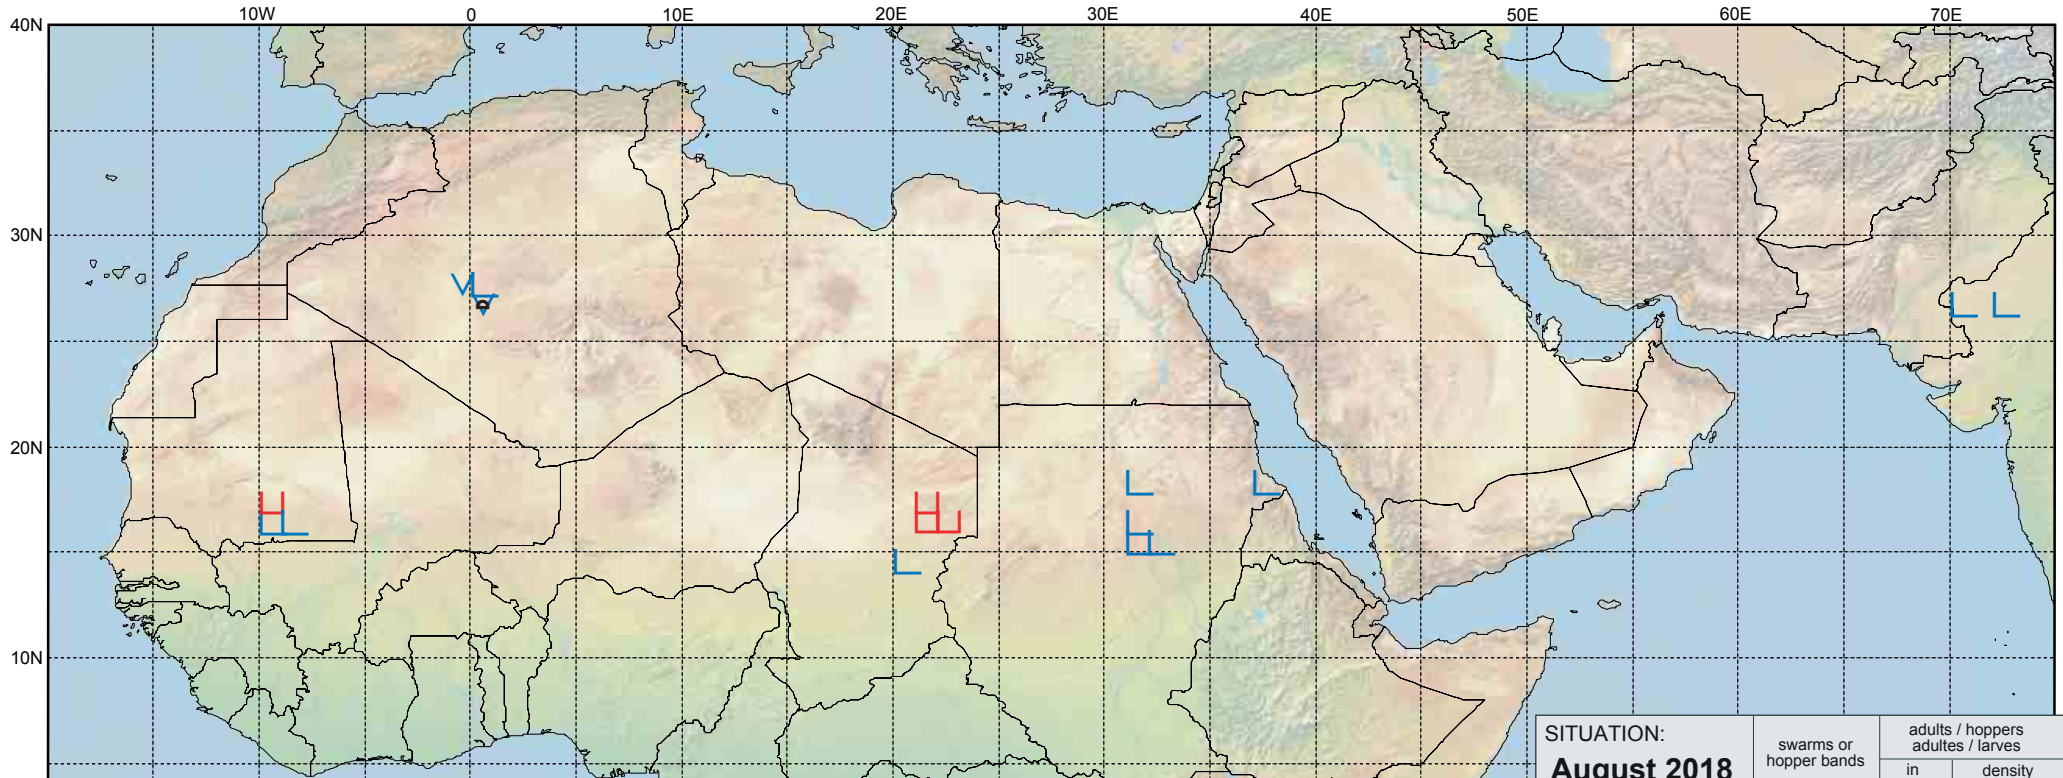 10W 0 10E 20E 30E 40E 50E 60E 70E
40N
30N
20N
10N
SITUATION:
August 2018
swarms or
hopper bands
adults / hoppers
adultes / larves
in
density